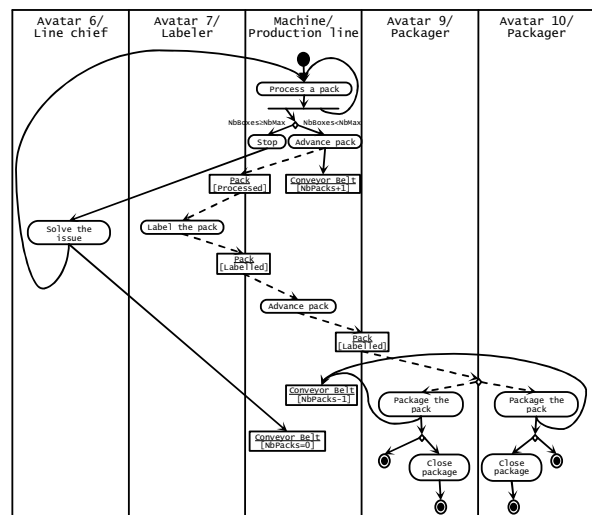 Avatar 6/ Avatar 7/ Machine/ Avatar 9/ Avatar 10/
Line chief Labeler Production line Packager Packager
Process a pack
NbBoxes≥NbMax NbBoxes<NbMax
Stop Advance pack
Pack Conveyor Belt
[Processed] [NbPacks+1]
Solve the
issue
Label the pack
Pack
[Labelled]
Advance pack
Pack
[Labelled]
Conveyor Belt
[NbPacks-1]
Package the Package the
pack pack
Conveyor Belt
[NbPacks=0]
Close Close
package package